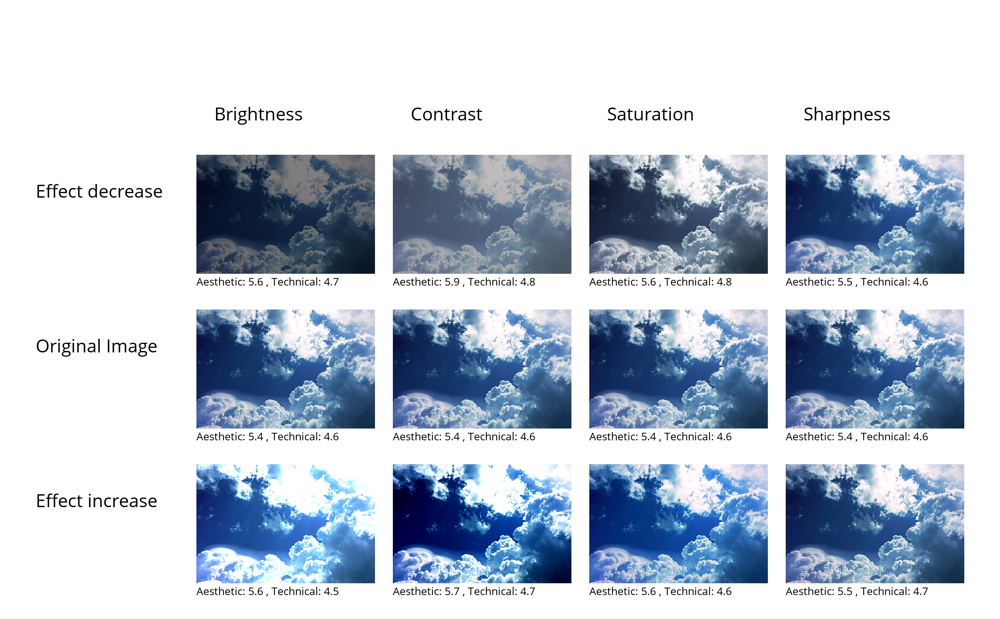 Brightness Contrast Saturation Sharpness
Effect decrease
Aesthetic: 5.6 , Technical: 4.7 Aesthetic: 5.9 , Technical: 4.8 Aesthetic: 5.6 , Technical: 4.8 Aesthetic: 5.5 , Technical: 4.6
Original Image
Aesthetic: 5.4 , Technical: 4.6 Aesthetic: 5.4 , Technical: 4.6 Aesthetic: 5.4 , Technical: 4.6 Aesthetic: 5.4 , Technical: 4.6
Effect increase
Aesthetic: 5.6 , Technical: 4.5 Aesthetic: 5.7 , Technical: 4.7 Aesthetic: 5.6 , Technical: 4.6 Aesthetic: 5.5 , Technical: 4.7